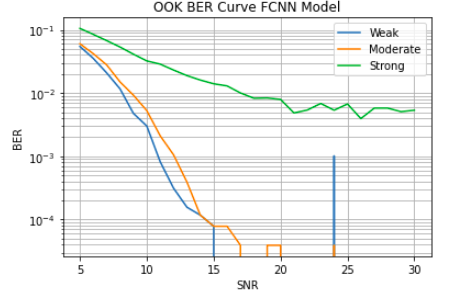 OOK BER Curve FCNN Model
Weak
Moderate
Strong
BER
10⁻¹
10⁻²
10⁻³
10⁻⁴
5 10 15 20 25 30
SNR